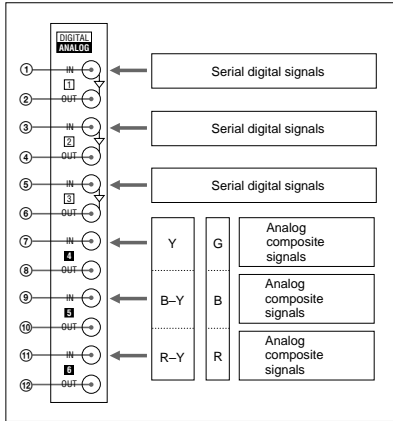 DIGITAL
ANALOG
① IN Serial digital signals
1
② OUT
③ IN Serial digital signals
2
④ OUT
⑤ IN Serial digital signals
3
⑥ OUT
⑦ IN Y G Analog
composite
signals
4
⑧ OUT
⑨ IN B–Y B Analog
composite
signals
5
⑩ OUT
⑪ IN R–Y R Analog
composite
signals
6
⑫ OUT